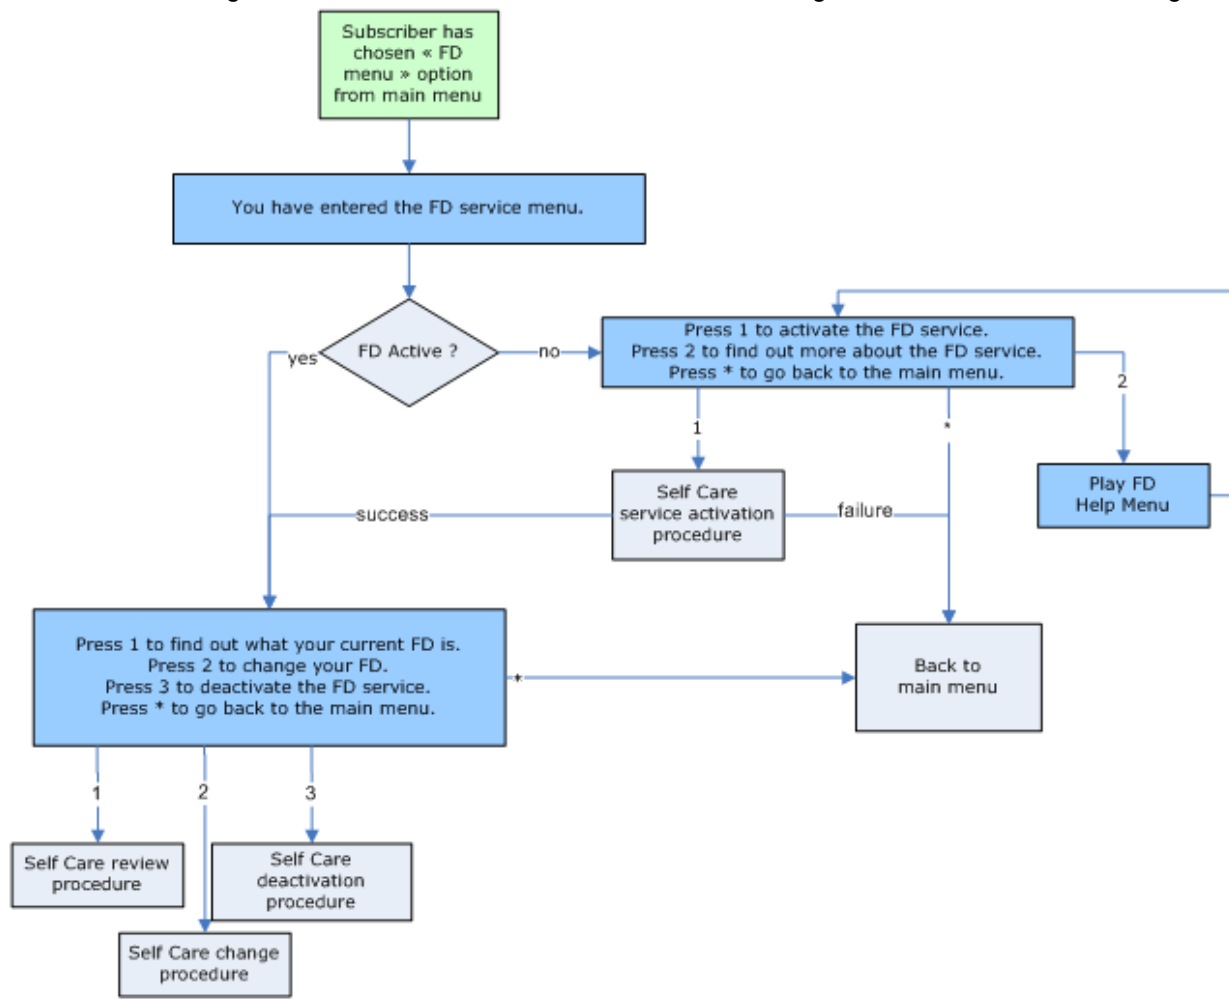 Subscriber has
chosen « FD
menu » option
from main menu
You have entered the FD service menu.
FD Active ?
yes
no
Press 1 to activate the FD service.
Press 2 to find out more about the FD service.
Press * to go back to the main menu.
2
1
*
Play FD
Help Menu
Self Care
service activation
procedure
success
failure
Press 1 to find out what your current FD is.
Press 2 to change your FD.
Press 3 to deactivate the FD service.
Press * to go back to the main menu.
*
Back to
main menu
1
2
3
Self Care review
procedure
Self Care
deactivation
procedure
Self Care change
procedure